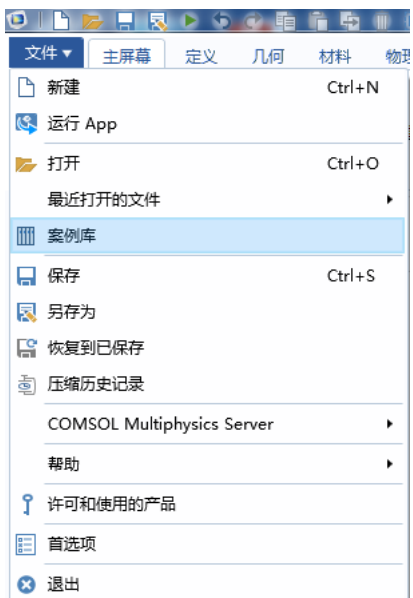 文件 主屏幕 定义 几何 材料
新建 Ctrl+N
运行 App
打开 Ctrl+O
最近打开的文件
案例库
保存 Ctrl+S
另存为
恢复到已保存
压缩历史记录
COMSOL Multiphysics Server
帮助
许可和使用的产品
首选项
退出